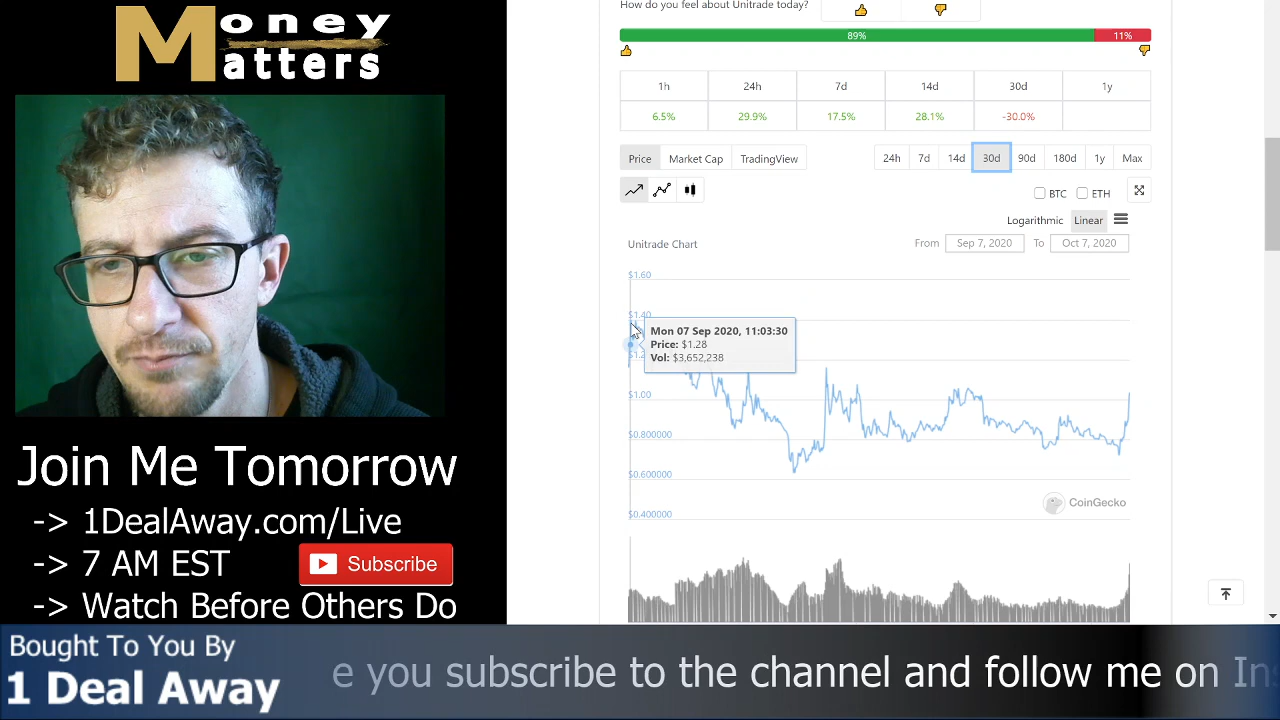 Money
Matters
Join Me Tomorrow
-> 1DealAway.com/Live
-> 7 AM EST
Subscribe
-> Watch Before Others Do
How do you feel about Unitrade today?
89%
11%
1h 24h 7d 14d 30d 1y
6.5% 29.9% 17.5% 28.1% -30.0%
Price Market Cap TradingView
24h 7d 14d 30d 90d 180d 1y Max
BTC ETH
Logarithmic Linear
Unitrade Chart
From Sep 7, 2020 To Oct 7, 2020
$1.60
$1.40
Mon 07 Sep 2020, 11:03:30
Price: $1.28
Vol: $3,652,238
$1.00
$0.800000
$0.600000
$0.400000
CoinGecko
Bought To You By
1 Deal Away
e you subscribe to the channel and follow me on